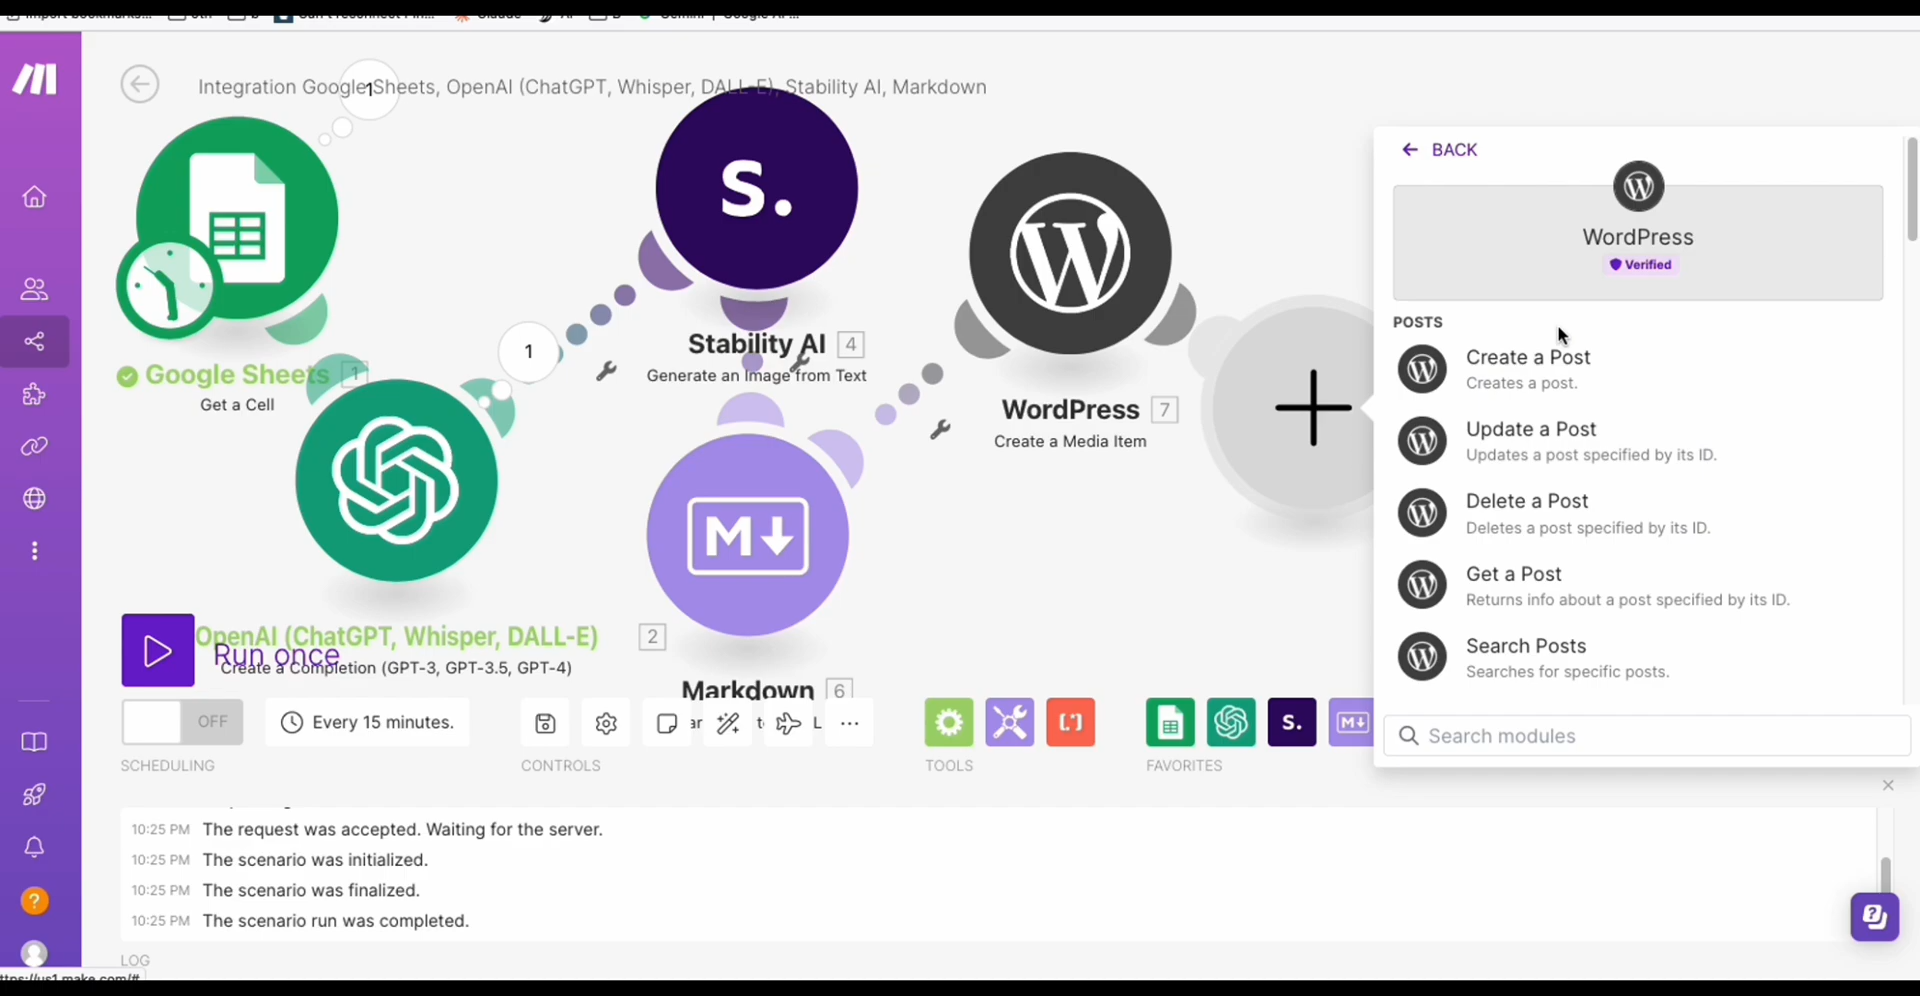 Integration Google Sheets, OpenAI (ChatGPT, Whisper, DALL-E), Stability AI, Markdown
1
1
S.
Stability AI 4
Generate an Image from Text
Google Sheets 1
Get a Cell
WordPress 7
Create a Media Item
M
OpenAI (ChatGPT, Whisper, DALL-E) 2
Create a Completion (GPT-3, GPT-3.5, GPT-4)
Run once
Markdown 6
OFF
Every 15 minutes.
SCHEDULING
CONTROLS
TOOLS
S.
M
FAVORITES
BACK
WordPress
Verified
POSTS
Create a Post
Creates a post.
Update a Post
Updates a post specified by its ID.
Delete a Post
Deletes a post specified by its ID.
Get a Post
Returns info about a post specified by its ID.
Search Posts
Searches for specific posts.
Search modules
10:25 PM The request was accepted. Waiting for the server.
10:25 PM The scenario was initialized.
10:25 PM The scenario was finalized.
10:25 PM The scenario run was completed.
LOG